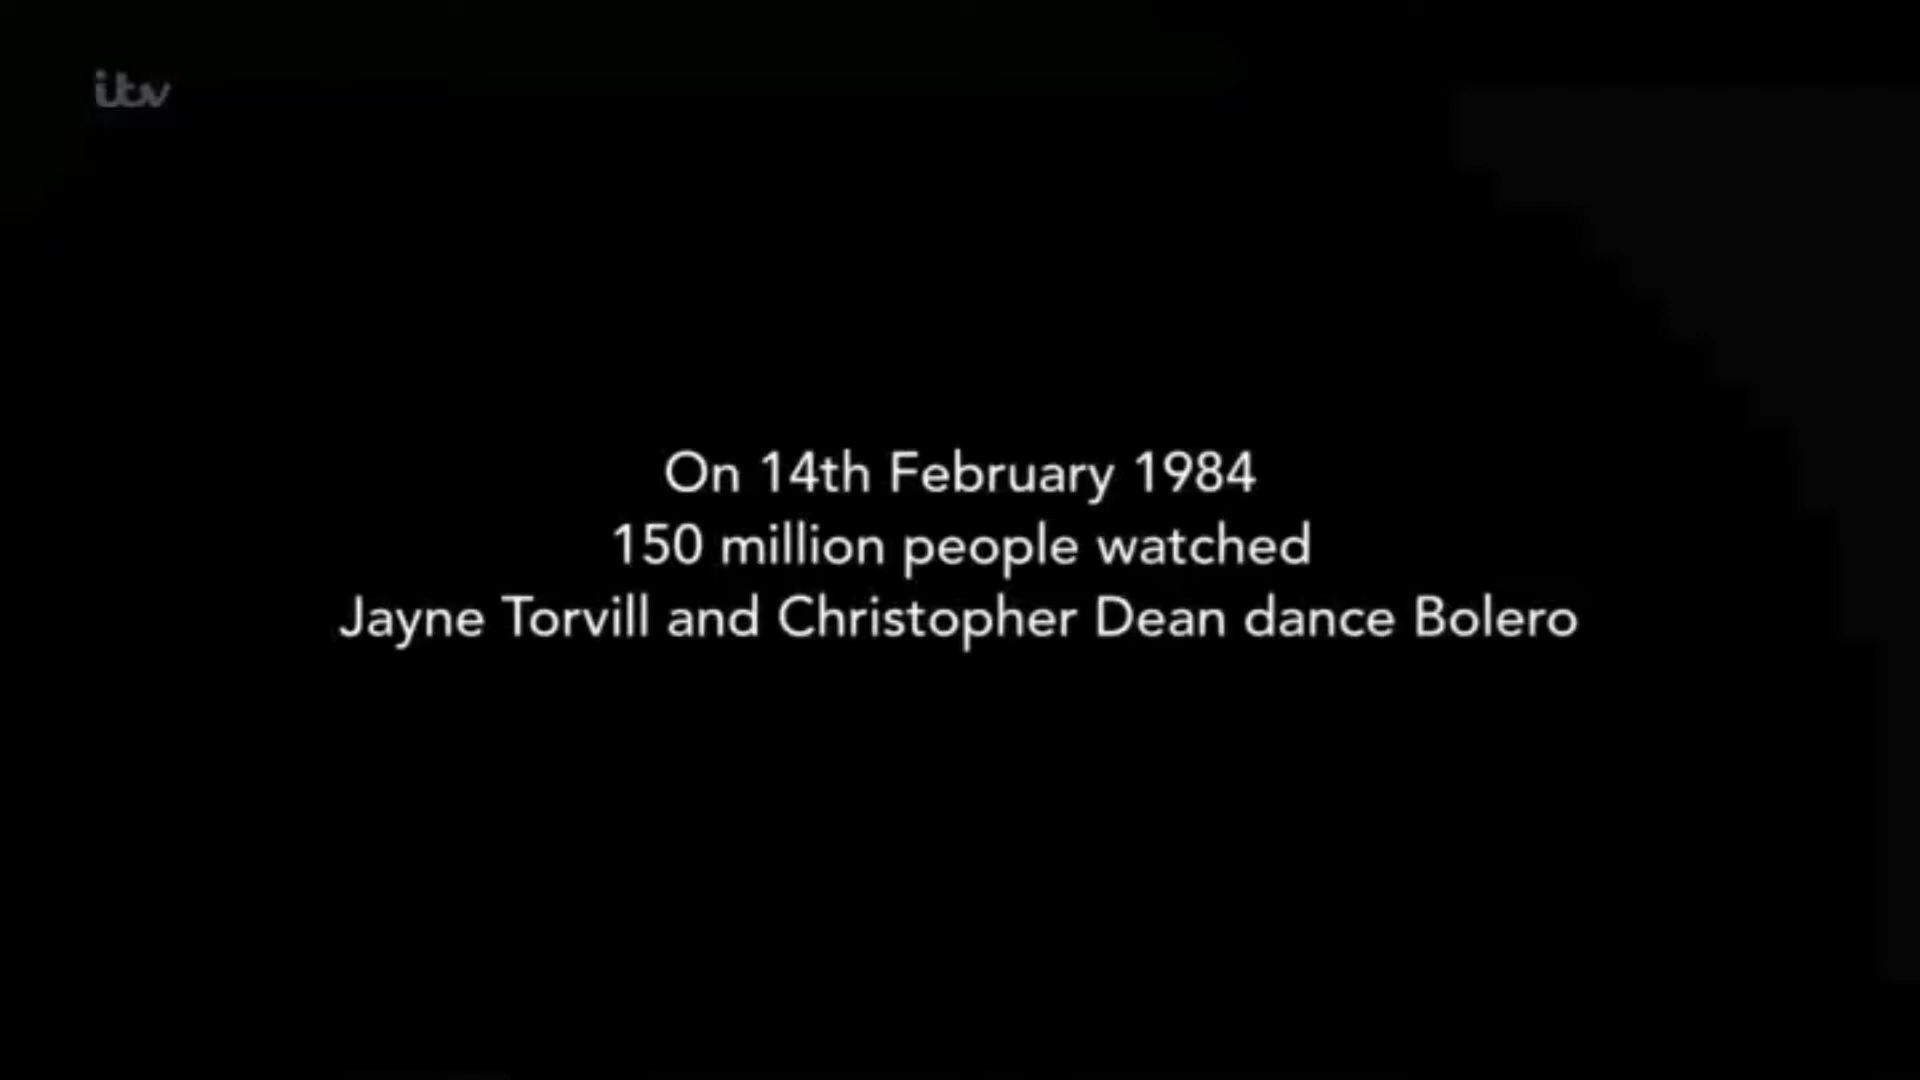 itv
On 14th February 1984
150 million people watched
Jayne Torvill and Christopher Dean dance Bolero